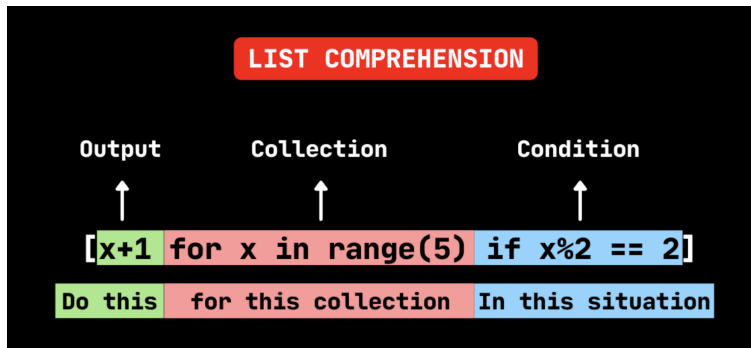 LIST COMPREHENSION
Output Collection Condition
[x+1 for x in range(5) if x%2 == 2]
Do this for this collection In this situation